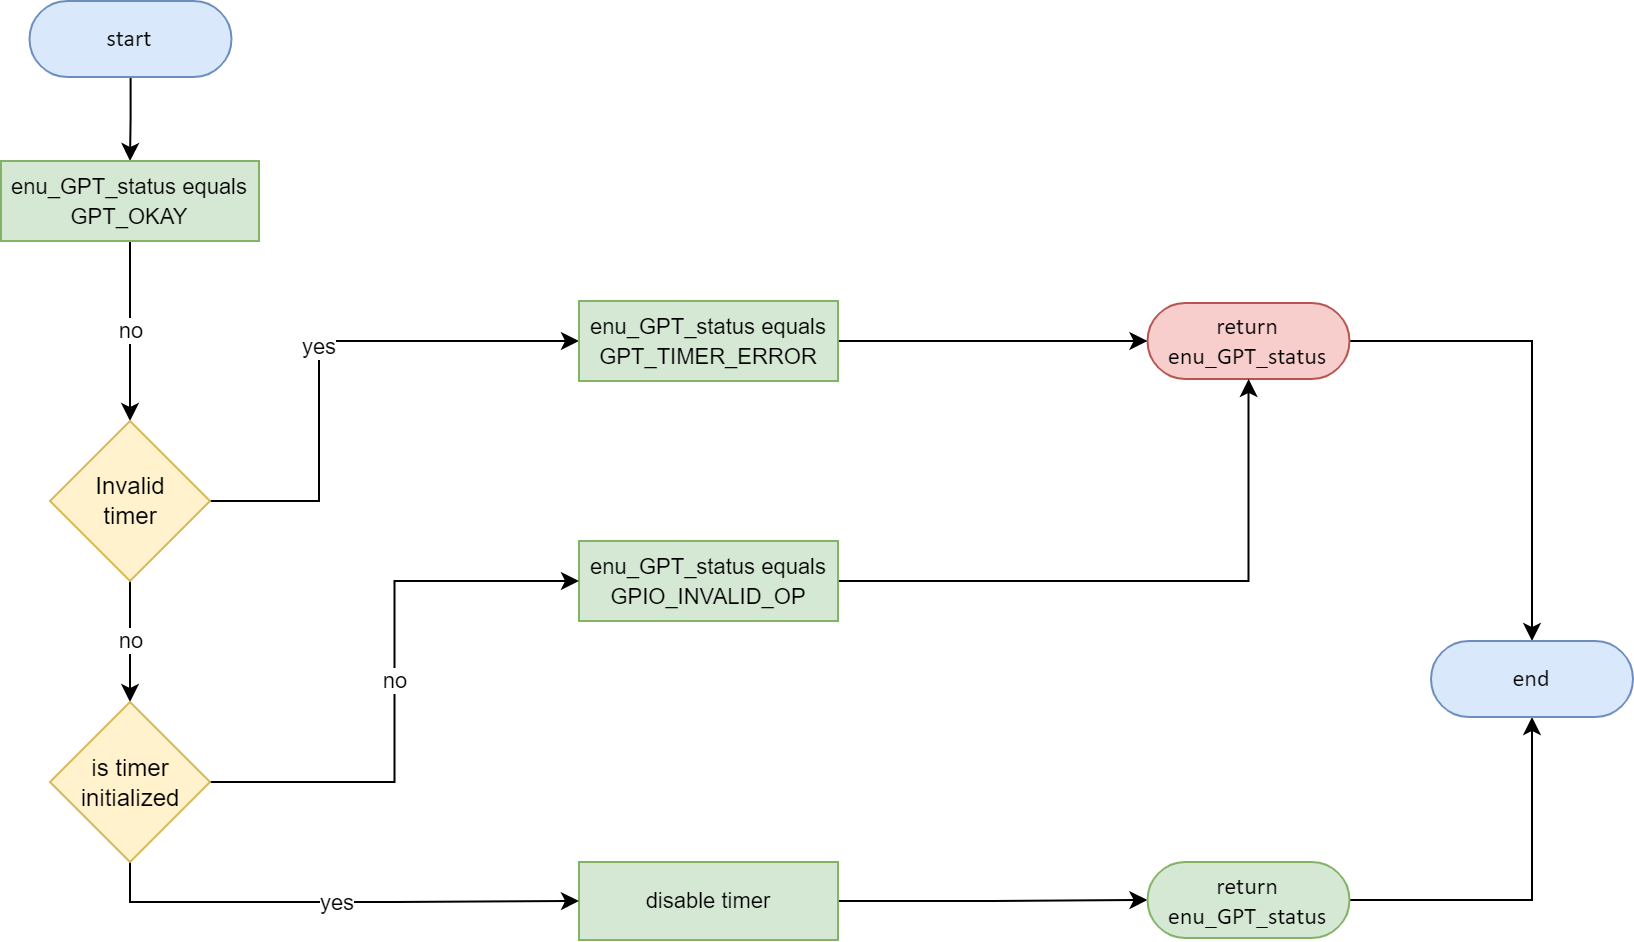 start
enu_GPT_status equals
GPT_OKAY
no
yes
enu_GPT_status equals
GPT_TIMER_ERROR
return
enu_GPT_status
Invalid
timer
no
no
enu_GPT_status equals
GPIO_INVALID_OP
end
is timer
initialized
yes
disable timer
return
enu_GPT_status